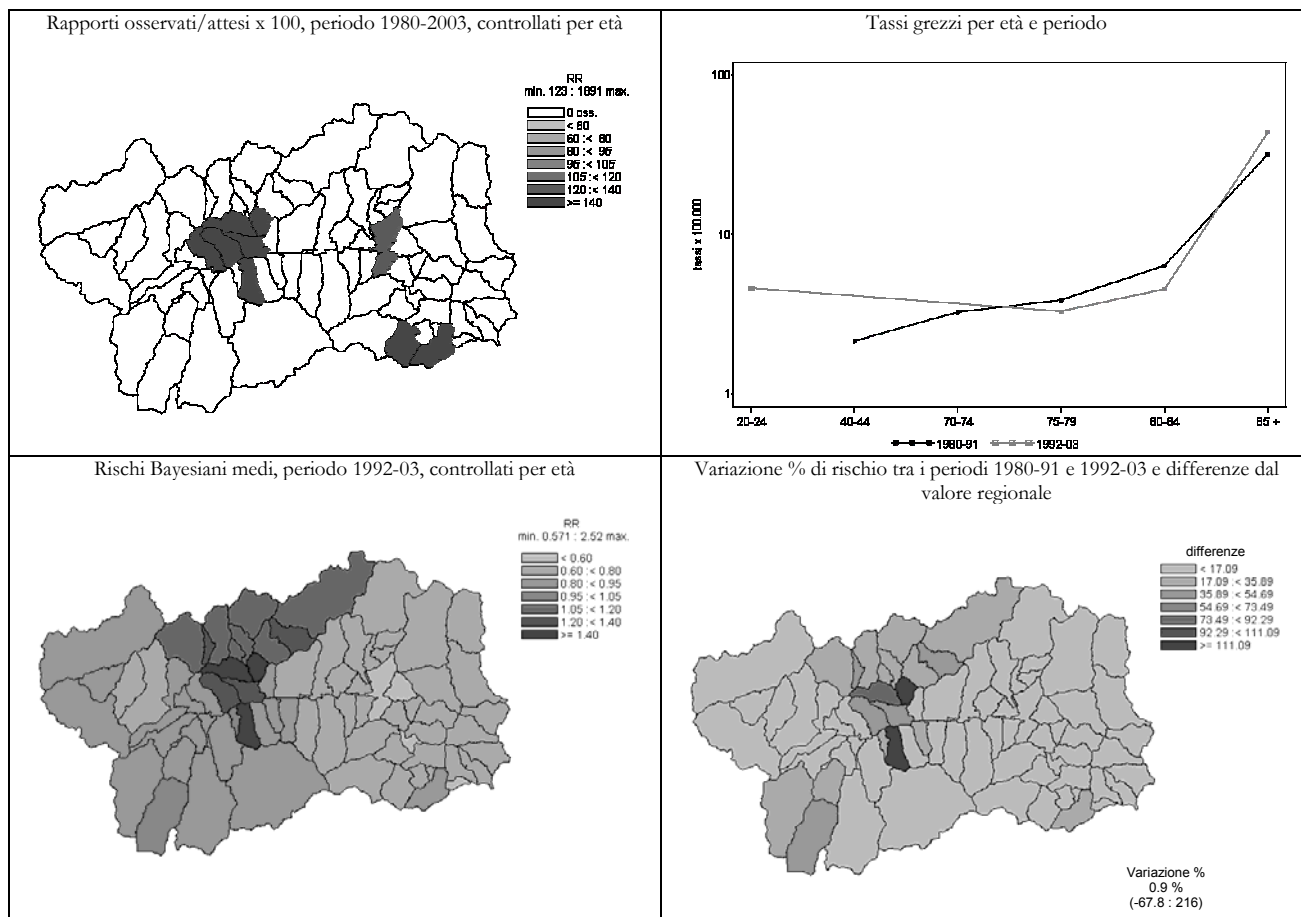 Rapporti osservati/attesi x 100, periodo 1980-2003, controllati per età
RR
min. 123 : 1891 max.
0 oss.
< 60
60 :< 80
80 :< 95
95 :< 105
105 :< 120
120 :< 140
>= 140
Tassi grezzi per età e periodo
100
10
1
tassi x 100.000
20-24
40-44
70-74
75-79
80-84
85 +
1980-91
1992-03
Rischi Bayesiani medi, periodo 1992-03, controllati per età
RR
min. 0.571 : 2.52 max.
< 0.60
0.60 :< 0.80
0.80 :< 0.95
0.95 :< 1.05
1.05 :< 1.20
1.20 :< 1.40
>= 1.40
Variazione % di rischio tra i periodi 1980-91 e 1992-03 e differenze dal
valore regionale
differenze
< 17.09
17.09 :< 35.89
35.89 :< 54.69
54.69 :< 73.49
73.49 :< 92.29
92.29 :< 111.09
>= 111.09
Variazione %
0.9 %
(-67.8 : 216)